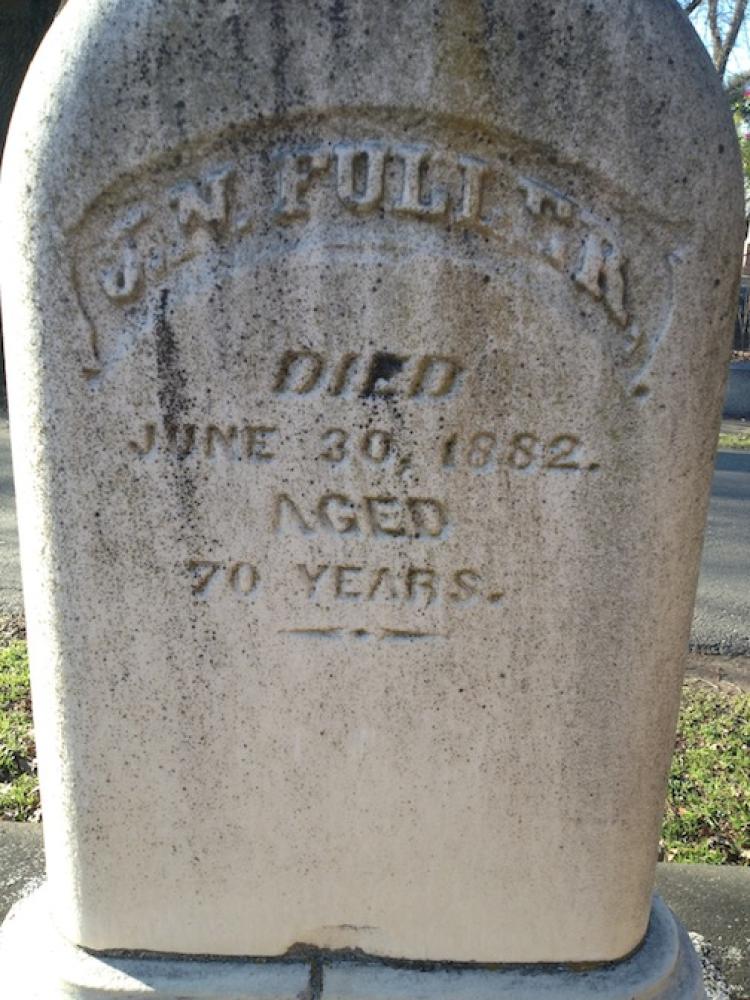 J.N. FULLER,
DIED
JUNE 30, 1882.
AGED
70 YEARS.